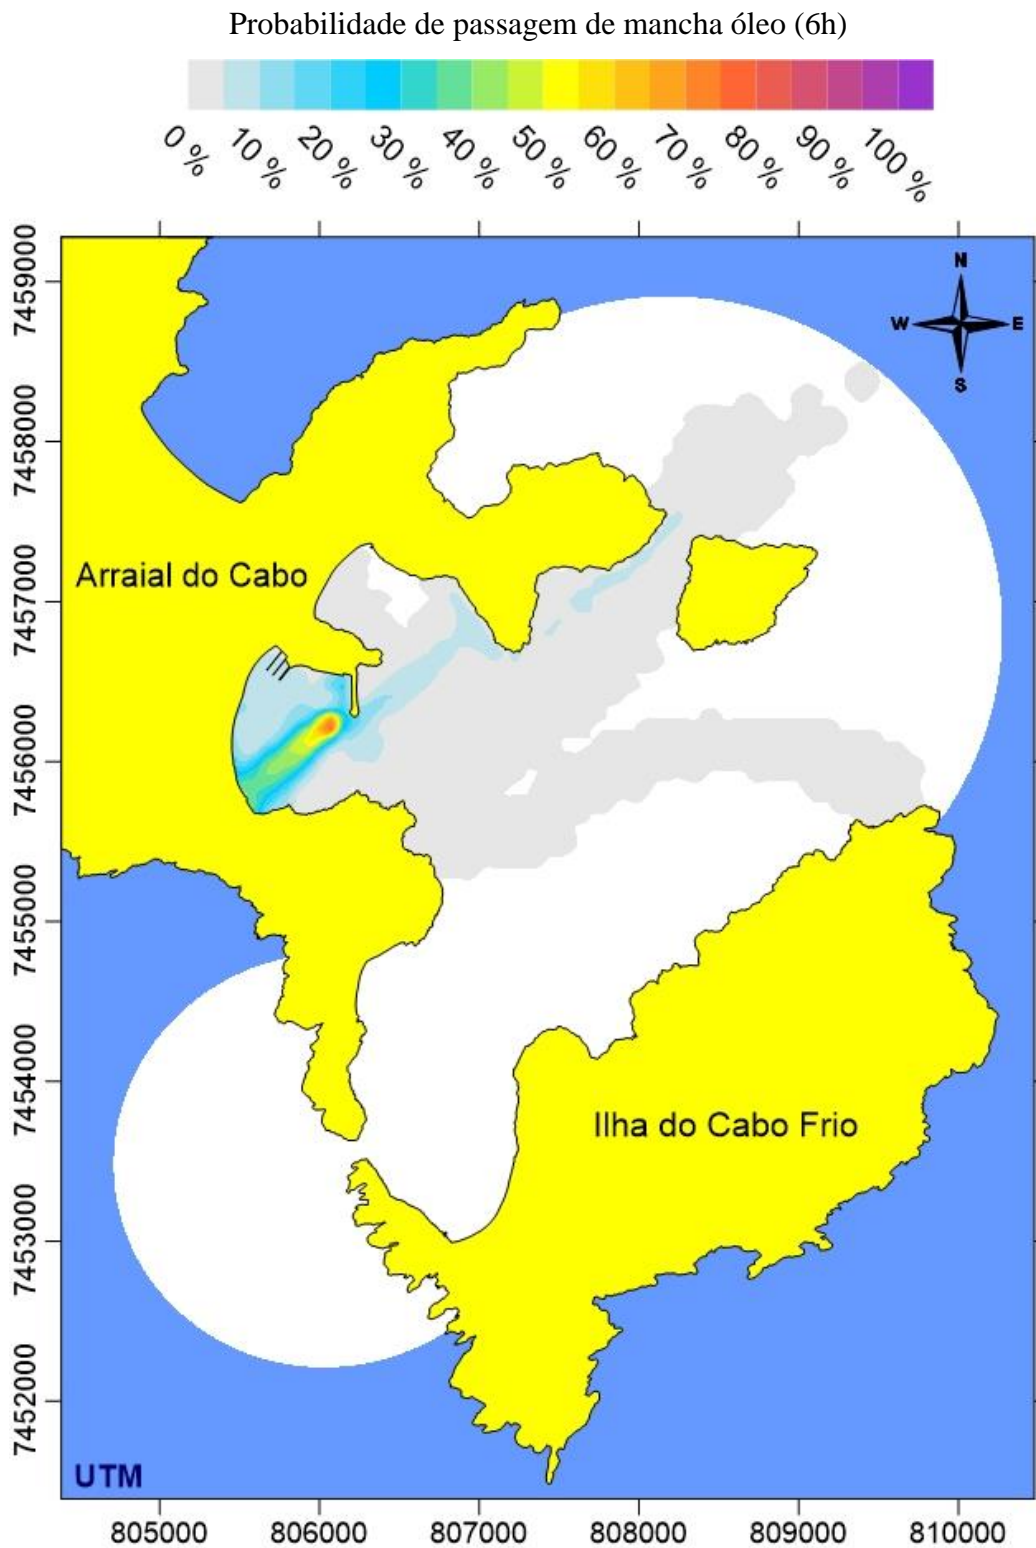 Probabilidade de passagem de mancha óleo (6h)
0 % 10 % 20 % 30 % 40 % 50 % 60 % 70 % 80 % 90 % 100 %
N
W E
S
7459000
7458000
7457000
7456000
7455000
7454000
7453000
7452000
Arraial do Cabo
Ilha do Cabo Frio
UTM
805000 806000 807000 808000 809000 810000